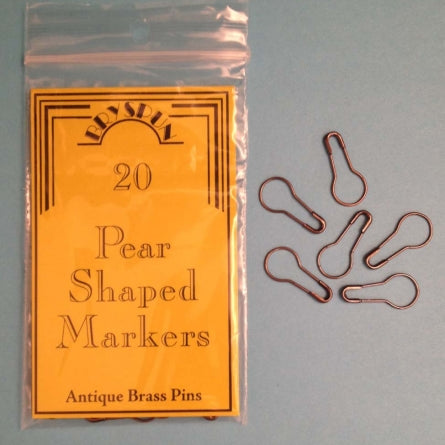 BRYSPUN
20
Pear
Shaped
Markers
Antique Brass Pins